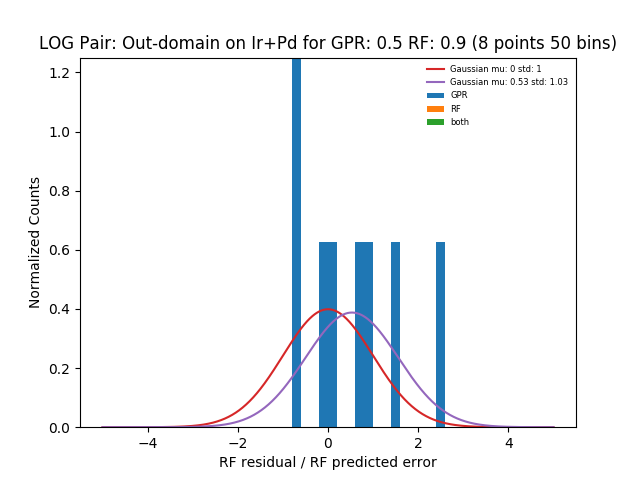 LOG Pair: Out-domain on Ir+Pd for GPR: 0.5 RF: 0.9 (8 points 50 bins)
Gaussian mu: 0 std: 1
Gaussian mu: 0.53 std: 1.03
GPR
RF
both
Normalized Counts
1.2
1.0
0.8
0.6
0.4
0.2
0.0
−4
−2
0
2
4
RF residual / RF predicted error